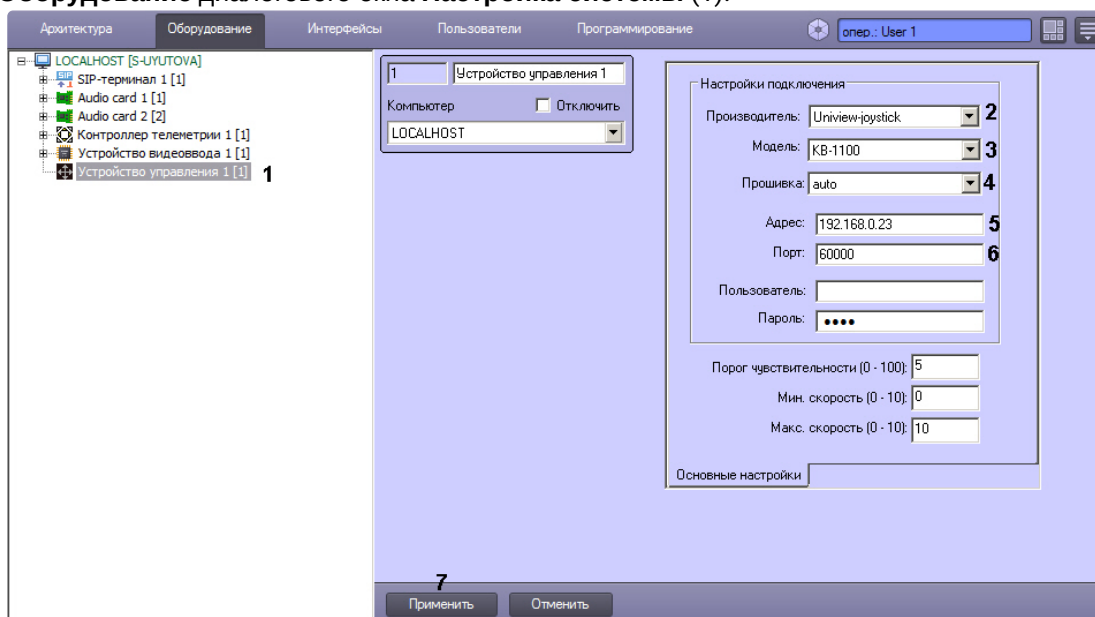 Оборудование диалогового окна Настройка системы (1).
Архитектура Оборудование Интерфейсы Пользователи Программирование опер.: User 1
LOCALHOST [S-UYUTOVA]
SIP-терминал 1 [1]
Audio card 1 [1]
Audio card 2 [2]
Контроллер телеметрии 1 [1]
Устройство видеоввода 1 [1]
Устройство управления 1 [1] 1
1 Устройство управления 1
Компьютер Отключить
LOCALHOST
Настройки подключения
Производитель: Uniview-joystick 2
Модель: KB-1100 3
Прошивка: auto 4
Адрес: 192.168.0.23 5
Порт: 60000 6
Пользователь:
Пароль: ●●●●
Порог чувствительности (0 - 100): 5
Мин. скорость (0 - 10): 0
Макс. скорость (0 - 10): 10
Основные настройки
7
Применить Отменить